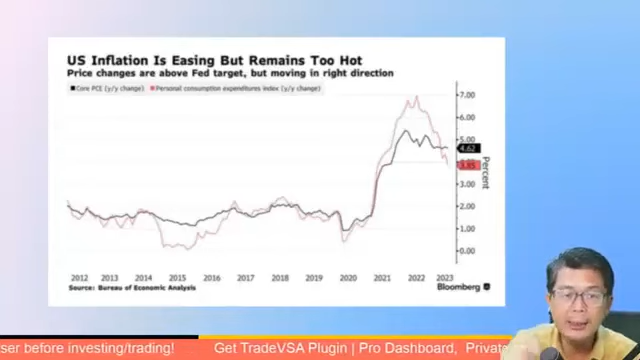 US Inflation Is Easing But Remains Too Hot
Price changes are above Fed target, but moving in right direction
Core PCE (y/y change) Personal consumption expenditures index (y/y change)
7.00
6.00
5.00
4.62
4.00
3.85
3.00
2.00
1.00
0.00
Percent
2012 2013 2014 2015 2016 2017 2018 2019 2020 2021 2022 2023
Source: Bureau of Economic Analysis
Bloomberg
ser before investing/trading! Get TradeVSA Plugin | Pro Dashboard, Private